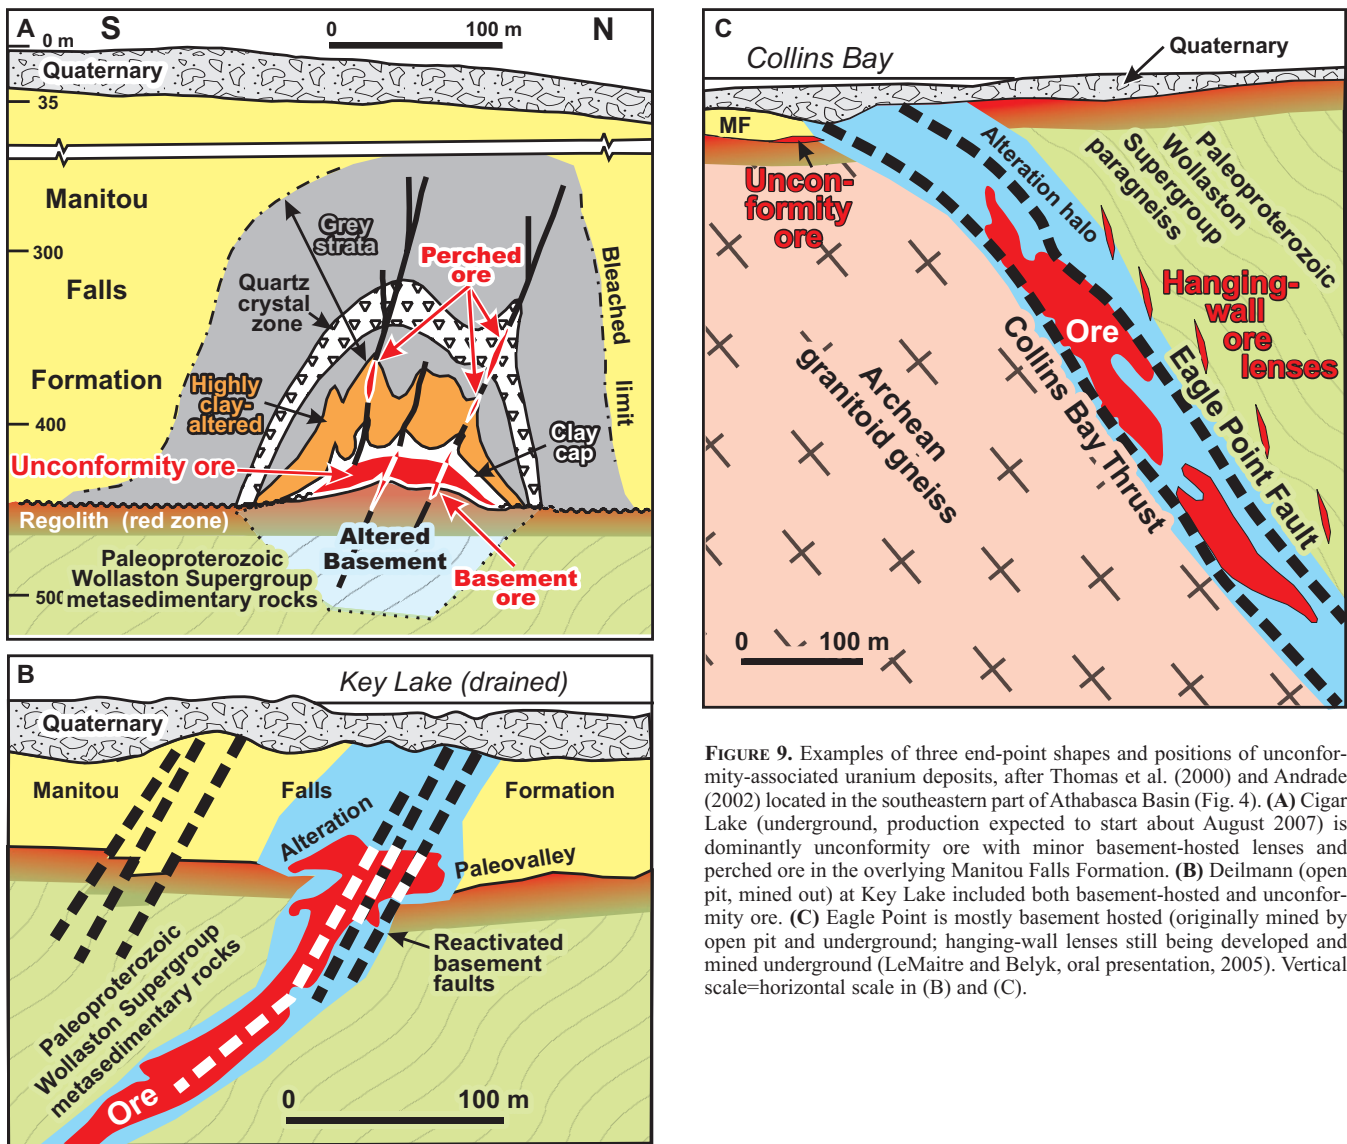 A
S
0
100 m
N
0 m
Quaternary
35
Manitou
Grey
strata
300
Perched
ore
Falls
Quartz
crystal
zone
Bleached
limit
Formation
Highly
clay-
altered
400
Clay
cap
Unconformity ore
Regolith (red zone)
Altered
Basement
Paleoproterozoic
Wollaston Supergroup
metasedimentary rocks
Basement
ore
500
B
Key Lake (drained)
Quaternary
Manitou
Falls
Formation
Alteration
Paleovalley
Reactivated
basement
faults
Paleoproterozoic
Wollaston Supergroup
metasedimentary rocks
Ore
0
100 m
C
Collins Bay
Quaternary
MF
Alteration halo
Paleoproterozoic
Wollaston
Supergroup
paragneiss
Uncon-
formity
ore
Hanging-
wall
ore
lenses
Ore
Eagle Point Fault
Collins Bay Thrust
Archean
granitoid gneiss
0
100 m
FIGURE 9. Examples of three end-point shapes and positions of unconfor-
mity-associated uranium deposits, after Thomas et al. (2000) and Andrade
(2002) located in the southeastern part of Athabasca Basin (Fig. 4). (A) Cigar
Lake (underground, production expected to start about August 2007) is
dominantly unconformity ore with minor basement-hosted lenses and
perched ore in the overlying Manitou Falls Formation. (B) Deilmann (open
pit, mined out) at Key Lake included both basement-hosted and unconfor-
mity ore. (C) Eagle Point is mostly basement hosted (originally mined by
open pit and underground; hanging-wall lenses still being developed and
mined underground (LeMaitre and Belyk, oral presentation, 2005). Vertical
scale=horizontal scale in (B) and (C).